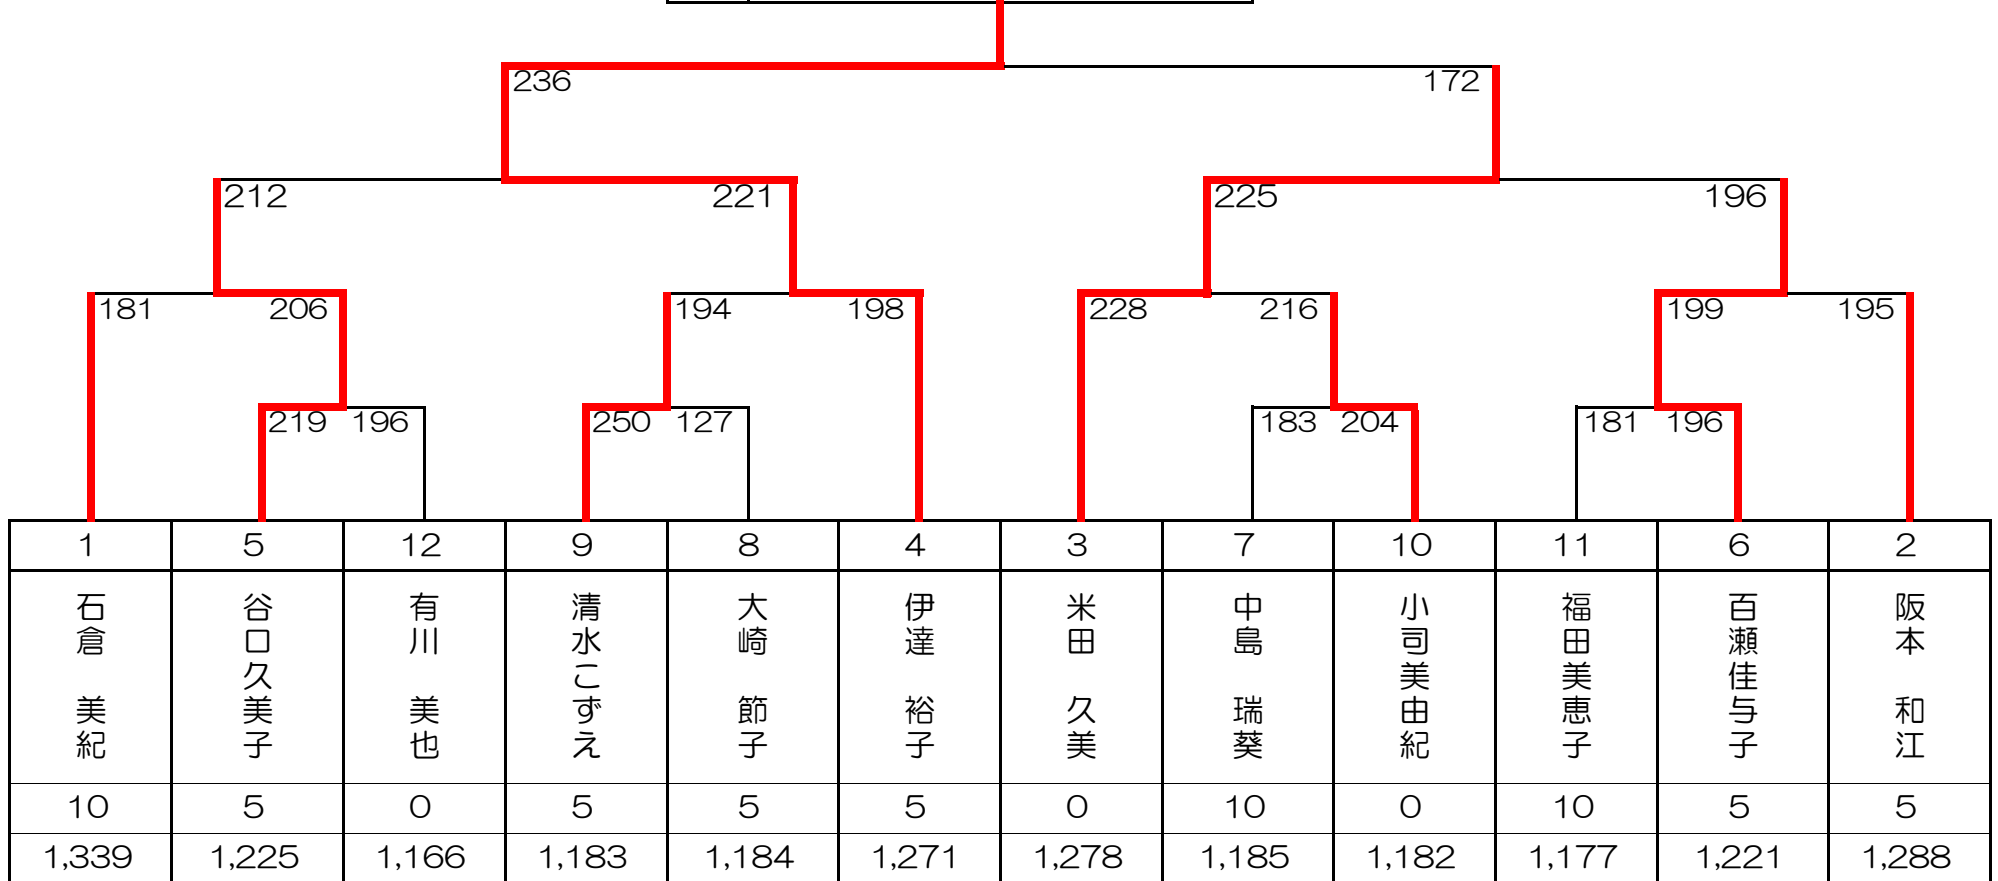 236 172
212 221 225 196
181 206 194 198 228 216 199 195
219 196 250 127 183 204 181 196
1 5 12 9 8 4 3 7 10 11 6 2
石倉 美紀
谷口久美子
有川 美也
清水こずえ
大崎 節子
伊達 裕子
米田 久美
中島 瑞葵
小司美由紀
福田美恵子
百瀬佳与子
阪本 和江
10 5 0 5 5 5 0 10 0 10 5 5
1,339 1,225 1,166 1,183 1,184 1,271 1,278 1,185 1,182 1,177 1,221 1,288